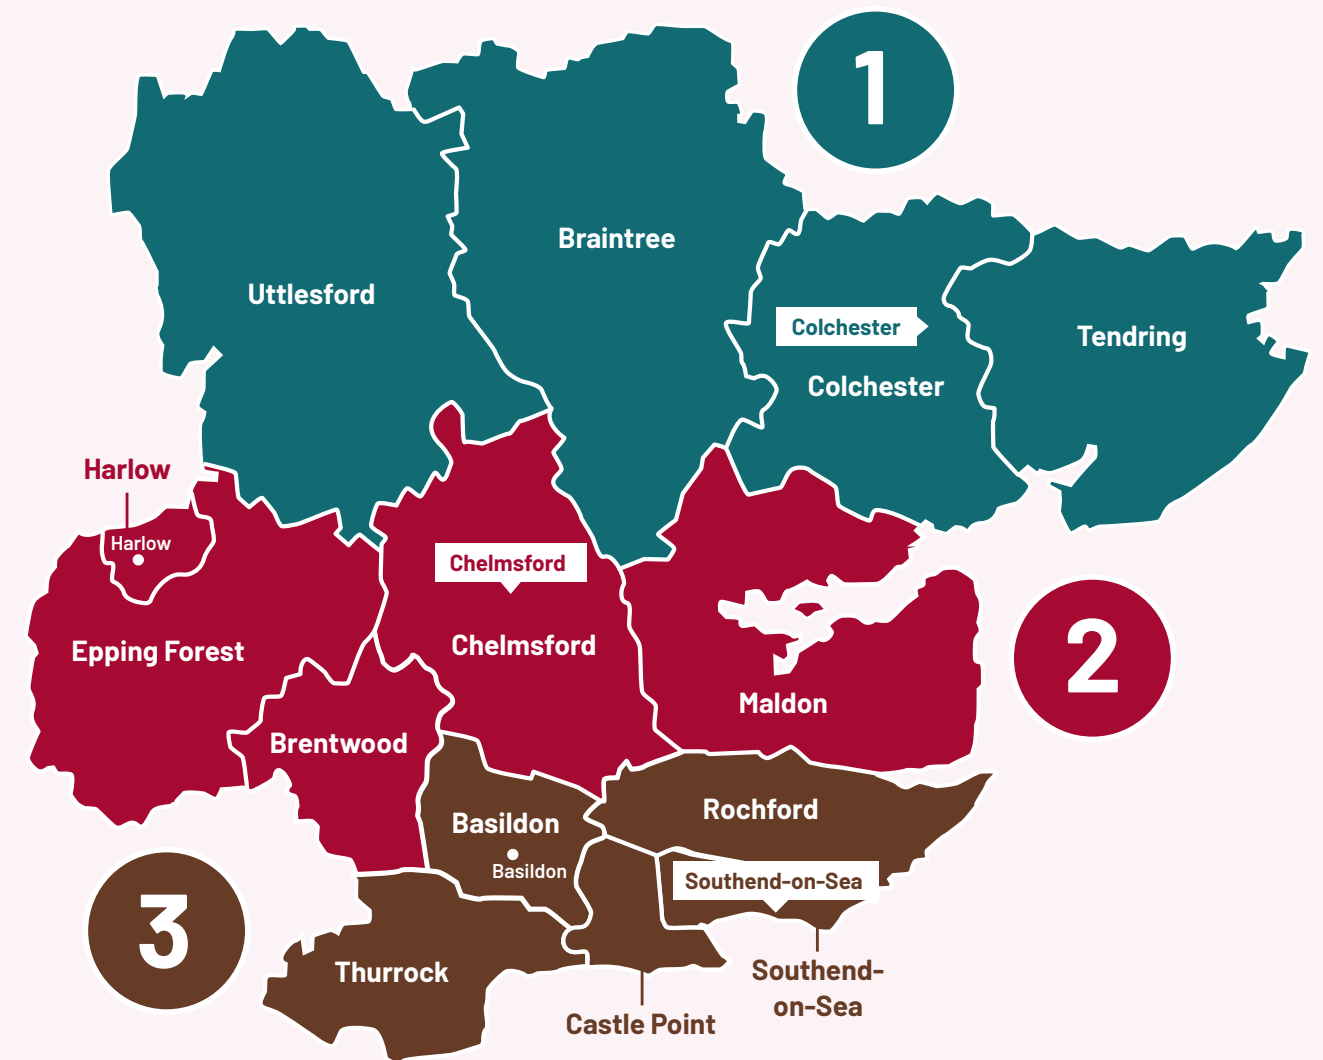 1
Braintree
Uttlesford
Colchester
Tendring
Colchester
Harlow
Harlow
Chelmsford
Chelmsford
Epping Forest
2
Maldon
Brentwood
Rochford
Basildon
Basildon
Southend-on-Sea
3
Thurrock
Southend-
on-Sea
Castle Point